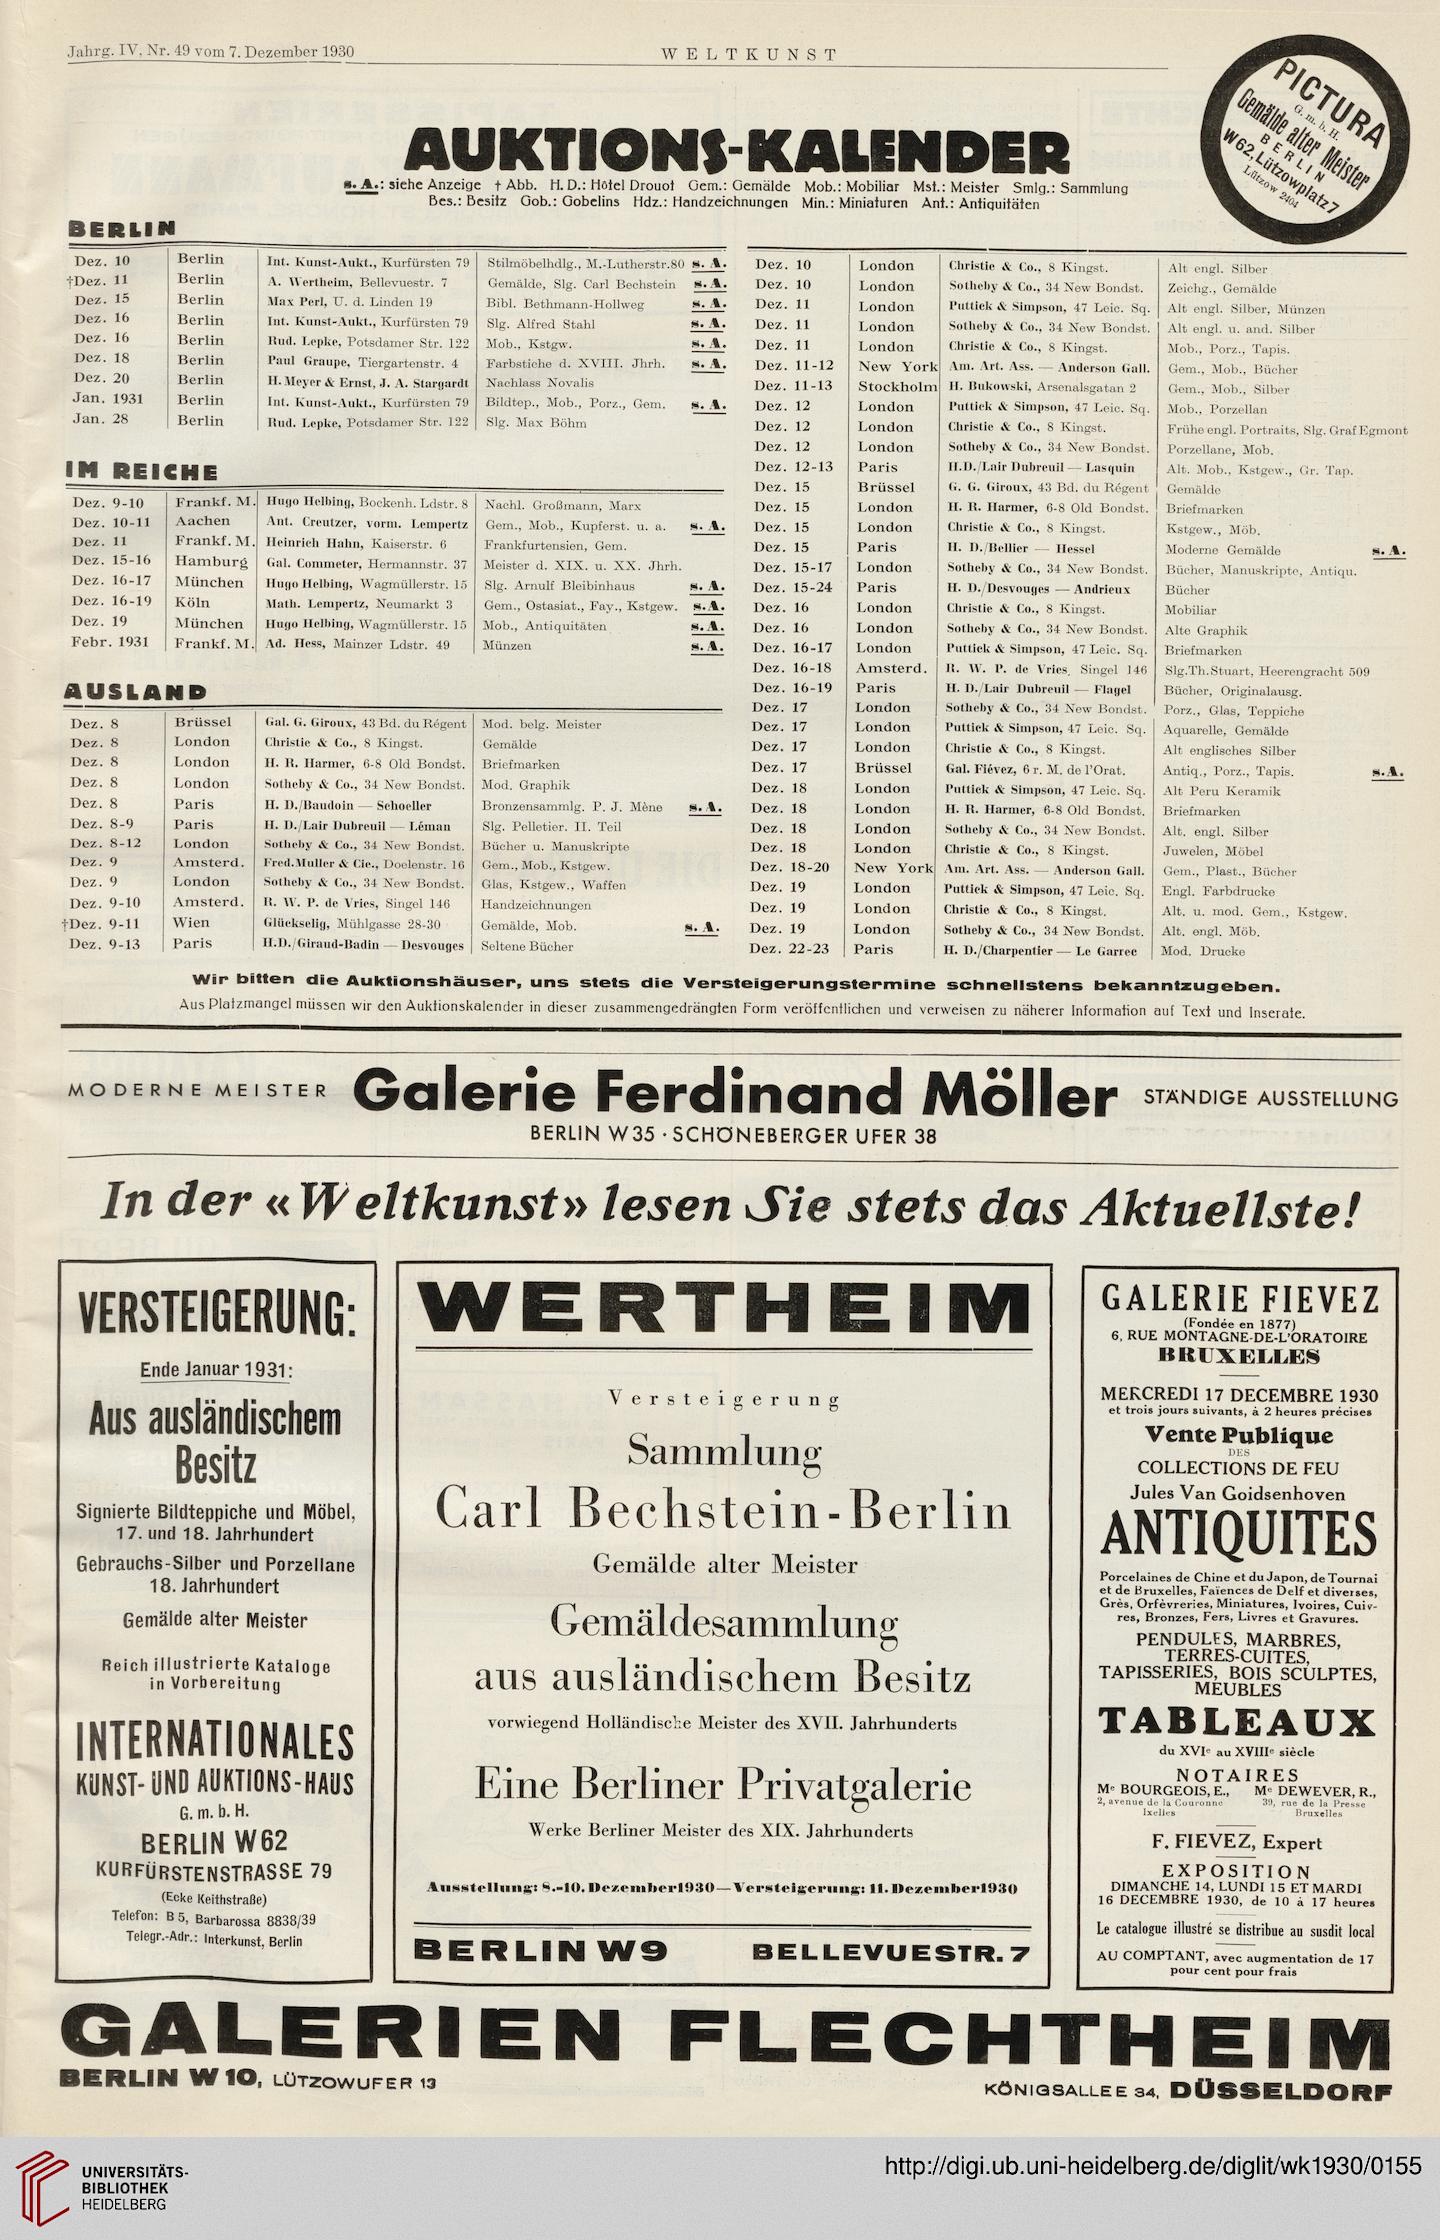 Jahrg. IV, Nr. 49 vom 7. Dezember 1930
WELTKUNST
PICTURA
G. m. b. H.
Gemälde alter Meister
BERLIN
W 62, Lützowplatz 7
Lützow 2404
AUKTIONS-KALENDER
s. A.: siehe Anzeige † Abb. H. D.: Hôtel Drouot Gem.: Gemälde Mob.: Mobiliar Mst.: Meister Smlg.: Sammlung
Bes.: Besitz Gob.: Gobelins Hdz.: Handzeichnungen Min.: Miniaturen Ant.: Antiquitäten
BERLIN
Dez. 10 Berlin Int. Kunst-Aukt., Kurfürsten 79 Stilmöbelhdlg., M.-Lutherstr.80 s. A.
†Dez. 11 Berlin A. Wertheim, Bellevuestr. 7 Gemälde, Slg. Carl Bechstein s. A.
Dez. 15 Berlin Max Perl, U. d. Linden 19 Bibl. Bethmann-Hollweg s. A.
Dez. 16 Berlin Int. Kunst-Aukt., Kurfürsten 79 Slg. Alfred Stahl s. A.
Dez. 16 Berlin Rud. Lepke, Potsdamer Str. 122 Mob., Kstgw. s. A.
Dez. 18 Berlin Paul Graupe, Tiergartenstr. 4 Farbstiche d. XVIII. Jhrh. s. A.
Dez. 20 Berlin H. Meyer & Ernst, J. A. Stargardt Nachlass Novalis
Jan. 1931 Berlin Int. Kunst-Aukt., Kurfürsten 79 Bildtep., Mob., Porz., Gem. s. A.
Jan. 28 Berlin Rud. Lepke, Potsdamer Str. 122 Slg. Max Böhm
IM REICHE
Dez. 9-10 Frankf. M. Hugo Helbing, Bockenh. Ldstr. 8 Nachl. Großmann, Marx
Dez. 10-11 Aachen Ant. Creutzer, vorm. Lempertz Gem., Mob., Kupferst. u. a. s. A.
Dez. 11 Frankf. M. Heinrich Hahn, Kaiserstr. 6 Frankfurtensien, Gem.
Dez. 15-16 Hamburg Gal. Commeter, Hermannstr. 37 Meister d. XIX. u. XX. Jhrh.
Dez. 16-17 München Hugo Helbing, Wagmüllerstr. 15 Slg. Arnulf Bleibinhaus s. A.
Dez. 16-19 Köln Math. Lempertz, Neumarkt 3 Gem., Ostasiat., Fay., Kstgew. s. A.
Dez. 19 München Hugo Helbing, Wagmüllerstr. 15 Mob., Antiquitäten s. A.
Febr. 1931 Frankf. M. Ad. Hess, Mainzer Ldstr. 49 Münzen s. A.
AUSLAND
Dez. 8 Brüssel Gal. G. Giroux, 43 Bd. du Régent Mod. belg. Meister
Dez. 8 London Christie & Co., 8 Kingst. Gemälde
Dez. 8 London H. R. Harmer, 6-8 Old Bondst. Briefmarken
Dez. 8 London Sotheby & Co., 34 New Bondst. Mod. Graphik
Dez. 8 Paris H. D./Baudoin — Schoeller Bronzensammlg. P. J. Mène s. A.
Dez. 8-9 Paris H. D./Lair Dubreuil — Léman Slg. Pelletier. II. Teil
Dez. 8-12 London Sotheby & Co., 34 New Bondst. Bücher u. Manuskripte
Dez. 9 Amsterd. Fred. Muller & Cie., Doelenstr. 16 Gem., Mob., Kstgew.
Dez. 9 London Sotheby & Co., 34 New Bondst. Glas, Kstgew., Waffen
Dez. 9-10 Amsterd. R. W. P. de Vries, Singel 146 Handzeichnungen
†Dez. 9-11 Wien Glückselig, Mühlgasse 28-30 Gemälde, Mob. s. A.
Dez. 9-13 Paris H.D./Giraud-Badin — Desvouges Seltene Bücher
Dez. 10 London Christie & Co., 8 Kingst. Alt engl. Silber
Dez. 10 London Sotheby & Co., 34 New Bondst. Zeichg., Gemälde
Dez. 11 London Puttick & Simpson, 47 Leic. Sq. Alt engl. Silber, Münzen
Dez. 11 London Sotheby & Co., 34 New Bondst. Alt engl. u. and. Silber
Dez. 11 London Christie & Co., 8 Kingst. Mob., Porz., Tapis.
Dez. 11-12 New York Am. Art. Ass. — Anderson Gall. Gem., Mob., Bücher
Dez. 11-13 Stockholm H. Bukowski, Arsenalsgatan 2 Gem., Mob., Silber
Dez. 12 London Puttick & Simpson, 47 Leic. Sq. Mob., Porzellan
Dez. 12 London Christie & Co., 8 Kingst. Frühe engl. Portraits, Slg. Graf Egmont
Dez. 12 London Sotheby & Co., 34 New Bondst. Porzellane, Mob.
Dez. 12-13 Paris H.D./Lair Dubreuil — Lasquin Alt. Mob., Kstgew., Gr. Tap.
Dez. 15 Brüssel G. G. Giroux, 43 Bd. du Régent Gemälde
Dez. 15 London H. R. Harmer, 6-8 Old Bondst. Briefmarken
Dez. 15 London Christie & Co., 8 Kingst. Kstgew., Möb.
Dez. 15 Paris H. D./Bellier — Hessel Moderne Gemälde s. A.
Dez. 15-17 London Sotheby & Co., 34 New Bondst. Bücher, Manuskripte, Antiqu.
Dez. 15-24 Paris H. D./Desvouges — Andrieux Bücher
Dez. 16 London Christie & Co., 8 Kingst. Mobiliar
Dez. 16 London Sotheby & Co., 34 New Bondst. Alte Graphik
Dez. 16-17 London Puttick & Simpson, 47 Leic. Sq. Briefmarken
Dez. 16-18 Amsterd. R. W. P. de Vries, Singel 146 Slg.Th.Stuart, Heerengracht 509
Dez. 16-19 Paris H. D./Lair Dubreuil — Flagel Bücher, Originalausg.
Dez. 17 London Sotheby & Co., 34 New Bondst. Porz., Glas, Teppiche
Dez. 17 London Puttick & Simpson, 47 Leic. Sq. Aquarelle, Gemälde
Dez. 17 London Christie & Co., 8 Kingst. Alt englisches Silber
Dez. 17 Brüssel Gal. Fiévez, 6 r. M. de l'Orat. Antiq., Porz., Tapis. s. A.
Dez. 18 London Puttick & Simpson, 47 Leic. Sq. Alt Peru Keramik
Dez. 18 London H. R. Harmer, 6-8 Old Bondst. Briefmarken
Dez. 18 London Sotheby & Co., 34 New Bondst. Alt. engl. Silber
Dez. 18 London Christie & Co., 8 Kingst. Juwelen, Möbel
Dez. 18-20 New York Am. Art. Ass. — Anderson Gall. Gem., Plast., Bücher
Dez. 19 London Puttick & Simpson, 47 Leic. Sq. Engl. Farbdrucke
Dez. 19 London Christie & Co., 8 Kingst. Alt. u. mod. Gem., Kstgew.
Dez. 19 London Sotheby & Co., 34 New Bondst. Alt. engl. Möb.
Dez. 22-23 Paris H. D./Charpentier — Le Garrec Mod. Drucke
Wir bitten die Auktionshäuser, uns stets die Versteigerungstermine schnellstens bekanntzugeben.
Aus Platzmangel müssen wir den Auktionskalender in dieser zusammengedrängten Form veröffentlichen und verweisen zu näherer Information auf Text und Inserate.
MODERNE MEISTER Galerie Ferdinand Möller STÄNDIGE AUSSTELLUNG
BERLIN W 35 · SCHÖNEBERGER UFER 38
In der «Weltkunst» lesen Sie stets das Aktuellste!
VERSTEIGERUNG:
Ende Januar 1931:
Aus ausländischem
Besitz
Signierte Bildteppiche und Möbel,
17. und 18. Jahrhundert
Gebrauchs-Silber und Porzellane
18. Jahrhundert
Gemälde alter Meister
Reich illustrierte Kataloge
in Vorbereitung
INTERNATIONALES
KUNST- UND AUKTIONS-HAUS
G. m. b. H.
BERLIN W 62
KURFÜRSTENSTRASSE 79
(Ecke Keithstraße)
Telefon: B 5, Barbarossa 8838/39
Telegr.-Adr.: Interkunst, Berlin
WERTHEIM
Versteigerung
Sammlung
Carl Bechstein-Berlin
Gemälde alter Meister
Gemäldesammlung
aus ausländischem Besitz
vorwiegend Holländische Meister des XVII. Jahrhunderts
Eine Berliner Privatgalerie
Werke Berliner Meister des XIX. Jahrhunderts
Ausstellung: 8.-10. Dezember 1930—Versteigerung: 11. Dezember 1930
BERLIN W 9 BELLEVUESTR. 7
GALERIE FIEVEZ
(Fondée en 1877)
6, RUE MONTAGNE-DE-L'ORATOIRE
BRUXELLES
MERCREDI 17 DECEMBRE 1930
et trois jours suivants, à 2 heures précises
Vente Publique
DES
COLLECTIONS DE FEU
Jules Van Goidsenhoven
ANTIQUITES
Porcelaines de Chine et du Japon, de Tournai
et de Bruxelles, Faïences de Delf et diverses,
Grès, Orfèvreries, Miniatures, Ivoires, Cuiv-
res, Bronzes, Fers, Livres et Gravures.
PENDULES, MARBRES,
TERRES-CUITES,
TAPISSERIES, BOIS SCULPTES,
MEUBLES
TABLEAUX
du XVIe au XVIIIe siècle
NOTAIRES
Me BOURGEOIS, E., Me DEWEVER, R.,
2, avenue de la Couronne 39, rue de la Presse
Ixelles Bruxelles
F. FIEVEZ, Expert
EXPOSITION
DIMANCHE 14, LUNDI 15 ET MARDI
16 DECEMBRE 1930, de 10 à 17 heures
Le catalogue illustré se distribue au susdit local
AU COMPTANT, avec augmentation de 17
pour cent pour frais
GALERIEN FLECHTHEIM
BERLIN W 10, LÜTZOWUFER 13
KÖNIGSALLEE 34, DÜSSELDORF
UNIVERSITÄTS-
BIBLIOTHEK
HEIDELBERG
http://digi.ub.uni-heidelberg.de/diglit/wk1930/0155